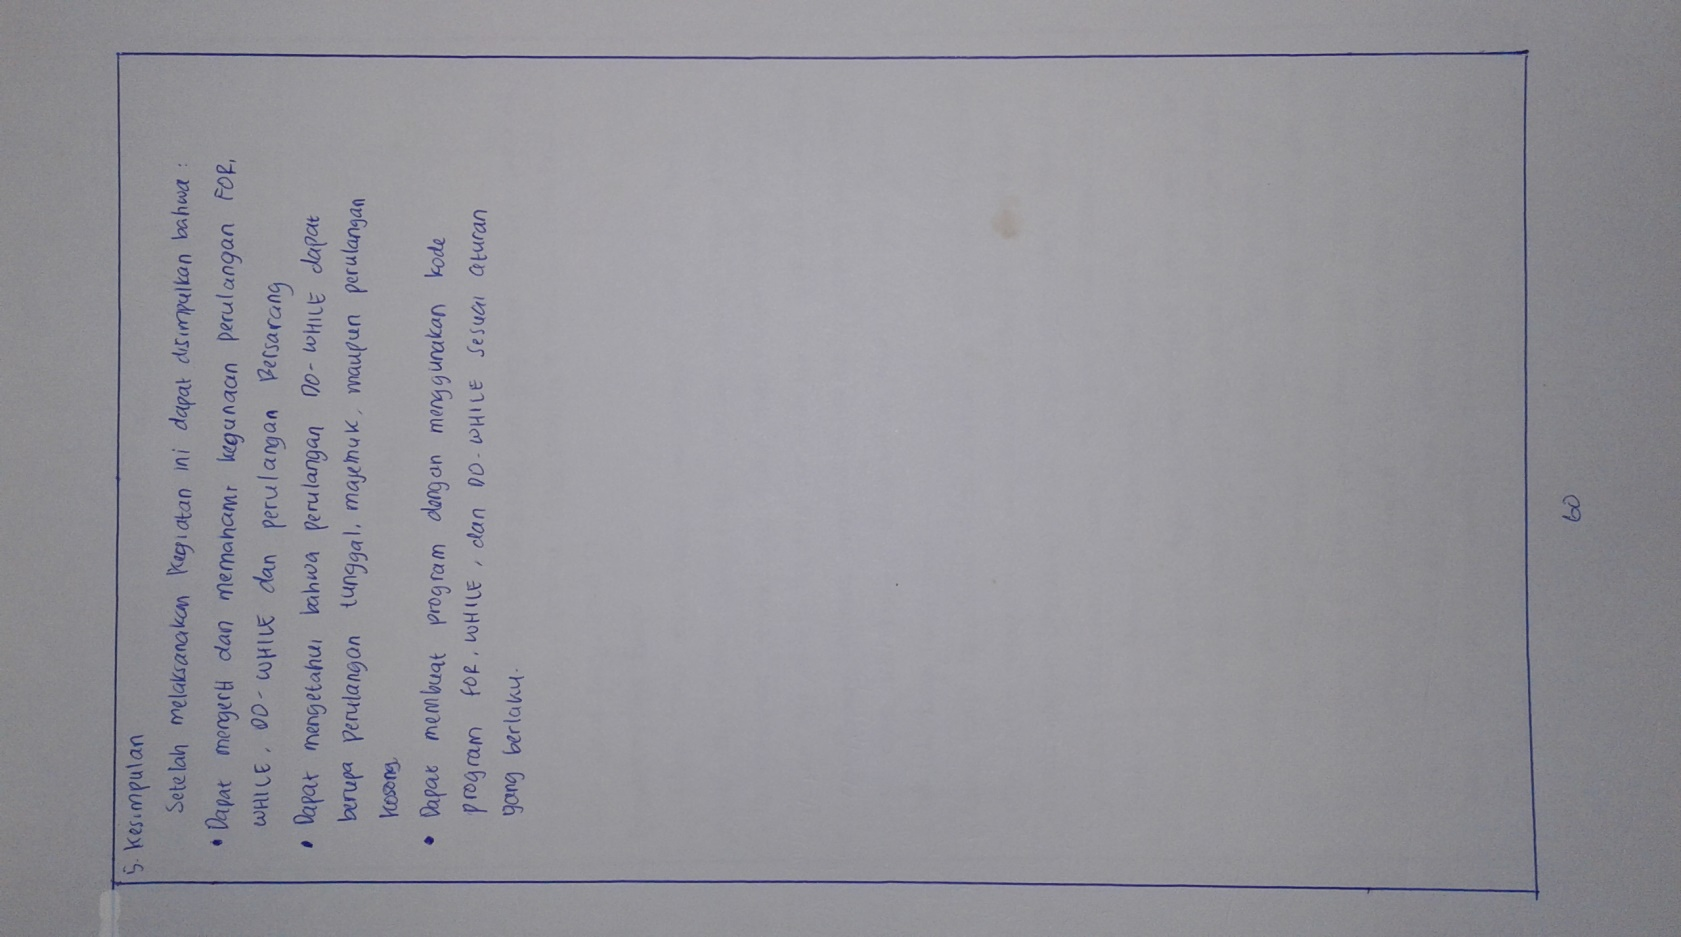 5. Kesimpulan
Setelah melaksanakan kegiatan ini dapat disimpulkan bahwa :
• Dapat mengerti dan memahami kegunaan perulangan FOR,
WHILE, DO-WHILE dan perulangan Bersarang
• Dapat mengetahui bahwa perulangan DO-WHILE dapat
berupa perulangan tunggal, majemuk, maupun perulangan
kosong.
• Dapat membuat program dengan menggunakan kode
program FOR, WHILE, dan DO-WHILE sesuai aturan
yang berlaku.
60